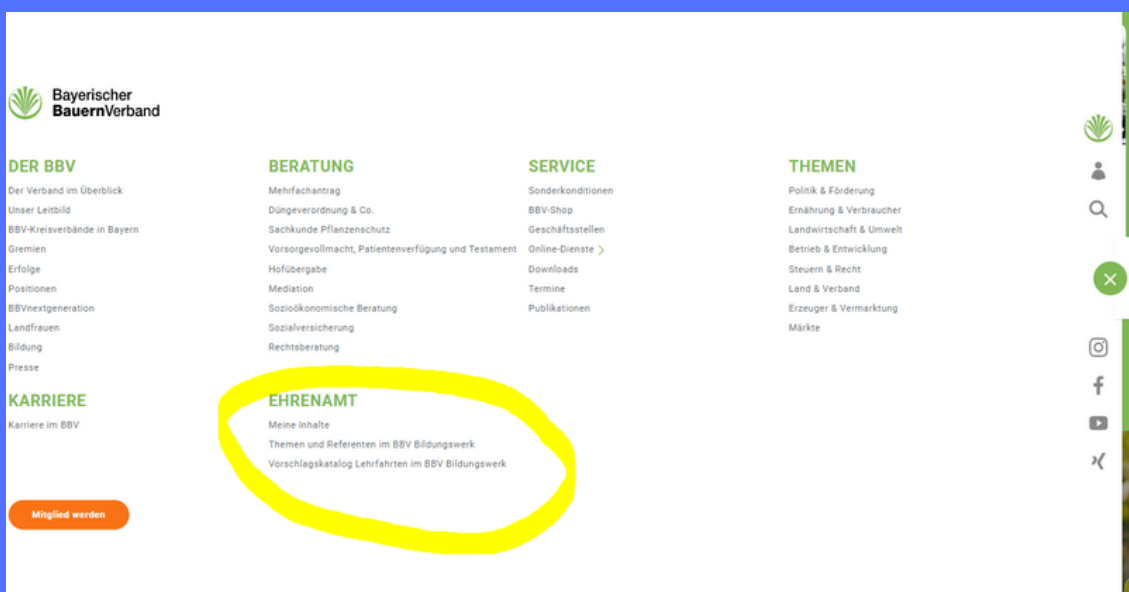 Bayerischer
BauernVerband
DER BBV
Der Verband im Überblick
Unser Leitbild
BBV-Kreisverbände in Bayern
Gremien
Erfolge
Positionen
BBVnextgeneration
Landfrauen
Bildung
Presse
BERATUNG
Mehrfachantrag
Düngeverordnung & Co.
Sachkunde Pflanzenschutz
Vorsorgevollmacht, Patientenverfügung und Testament
Hofübergabe
Mediation
Sozioökonomische Beratung
Sozialversicherung
Rechtsberatung
SERVICE
Sonderkonditionen
BBV-Shop
Geschäftsstellen
Online-Dienste
Downloads
Termine
Publikationen
THEMEN
Politik & Förderung
Ernährung & Verbraucher
Landwirtschaft & Umwelt
Betrieb & Entwicklung
Steuern & Recht
Land & Verband
Erzeuger & Vermarktung
Märkte
KARRIERE
Karriere im BBV
EHRENAMT
Meine Inhalte
Themen und Referenten im BBV Bildungswerk
Vorschlagskatalog Lehrfahrten im BBV Bildungswerk
Mitglied werden